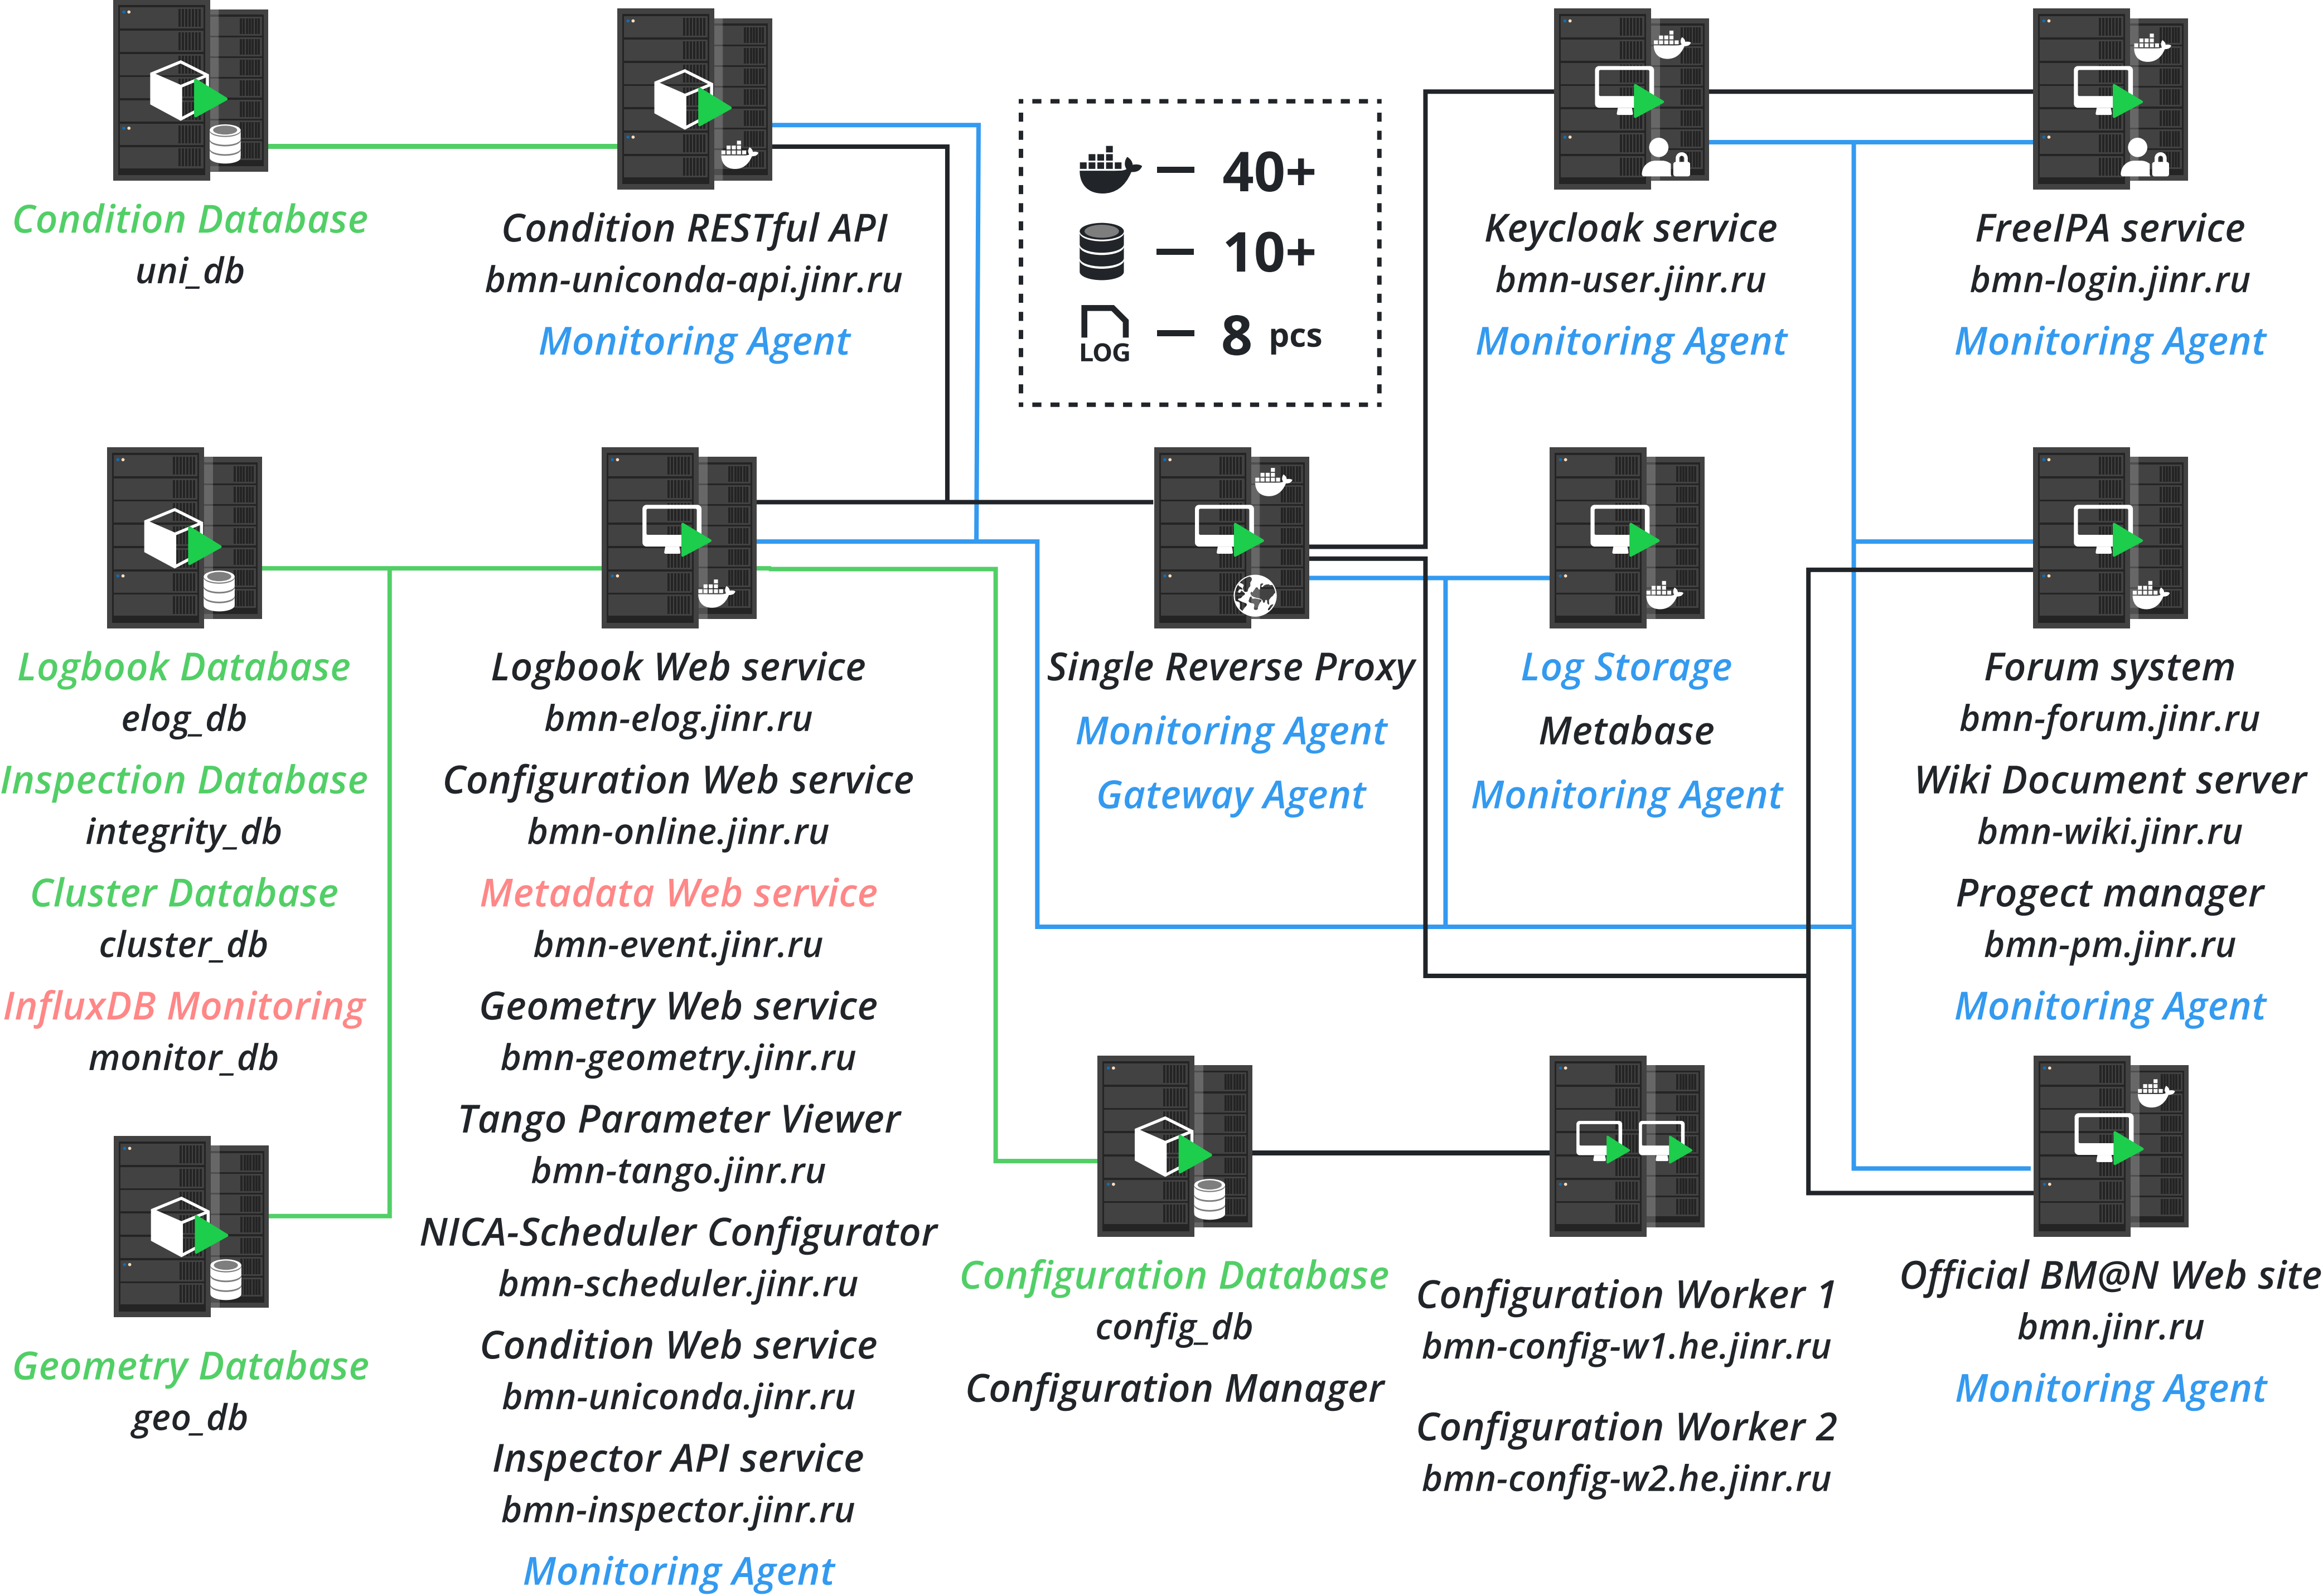 Condition Database
uni_db
Condition RESTful API
bmn-uniconda-api.jinr.ru
Monitoring Agent
— 40+
— 10+
LOG — 8 pcs
Keycloak service
bmn-user.jinr.ru
Monitoring Agent
FreeIPA service
bmn-login.jinr.ru
Monitoring Agent
Logbook Database
elog_db
Inspection Database
integrity_db
Cluster Database
cluster_db
InfluxDB Monitoring
monitor_db
Logbook Web service
bmn-elog.jinr.ru
Configuration Web service
bmn-online.jinr.ru
Metadata Web service
bmn-event.jinr.ru
Geometry Web service
bmn-geometry.jinr.ru
Tango Parameter Viewer
bmn-tango.jinr.ru
NICA-Scheduler Configurator
bmn-scheduler.jinr.ru
Condition Web service
bmn-uniconda.jinr.ru
Inspector API service
bmn-inspector.jinr.ru
Monitoring Agent
Single Reverse Proxy
Monitoring Agent
Gateway Agent
Log Storage
Metabase
Monitoring Agent
Forum system
bmn-forum.jinr.ru
Wiki Document server
bmn-wiki.jinr.ru
Progect manager
bmn-pm.jinr.ru
Monitoring Agent
Geometry Database
geo_db
Configuration Database
config_db
Configuration Manager
Configuration Worker 1
bmn-config-w1.he.jinr.ru
Configuration Worker 2
bmn-config-w2.he.jinr.ru
Official BM@N Web site
bmn.jinr.ru
Monitoring Agent